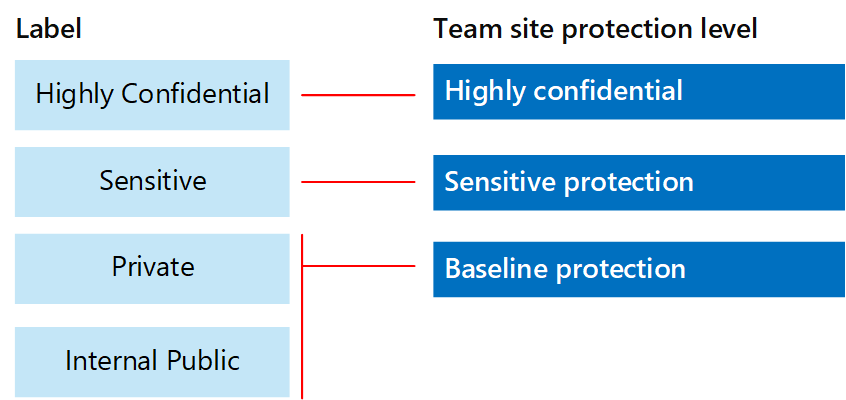 Label
Team site protection level
Highly Confidential
Highly confidential
Sensitive
Sensitive protection
Private
Baseline protection
Internal Public